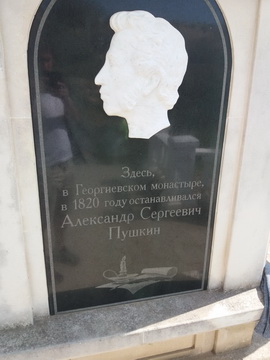 Здесь,
в Георгиевском монастыре,
в 1820 году останавливался
Александр Сергеевич
Пушкин